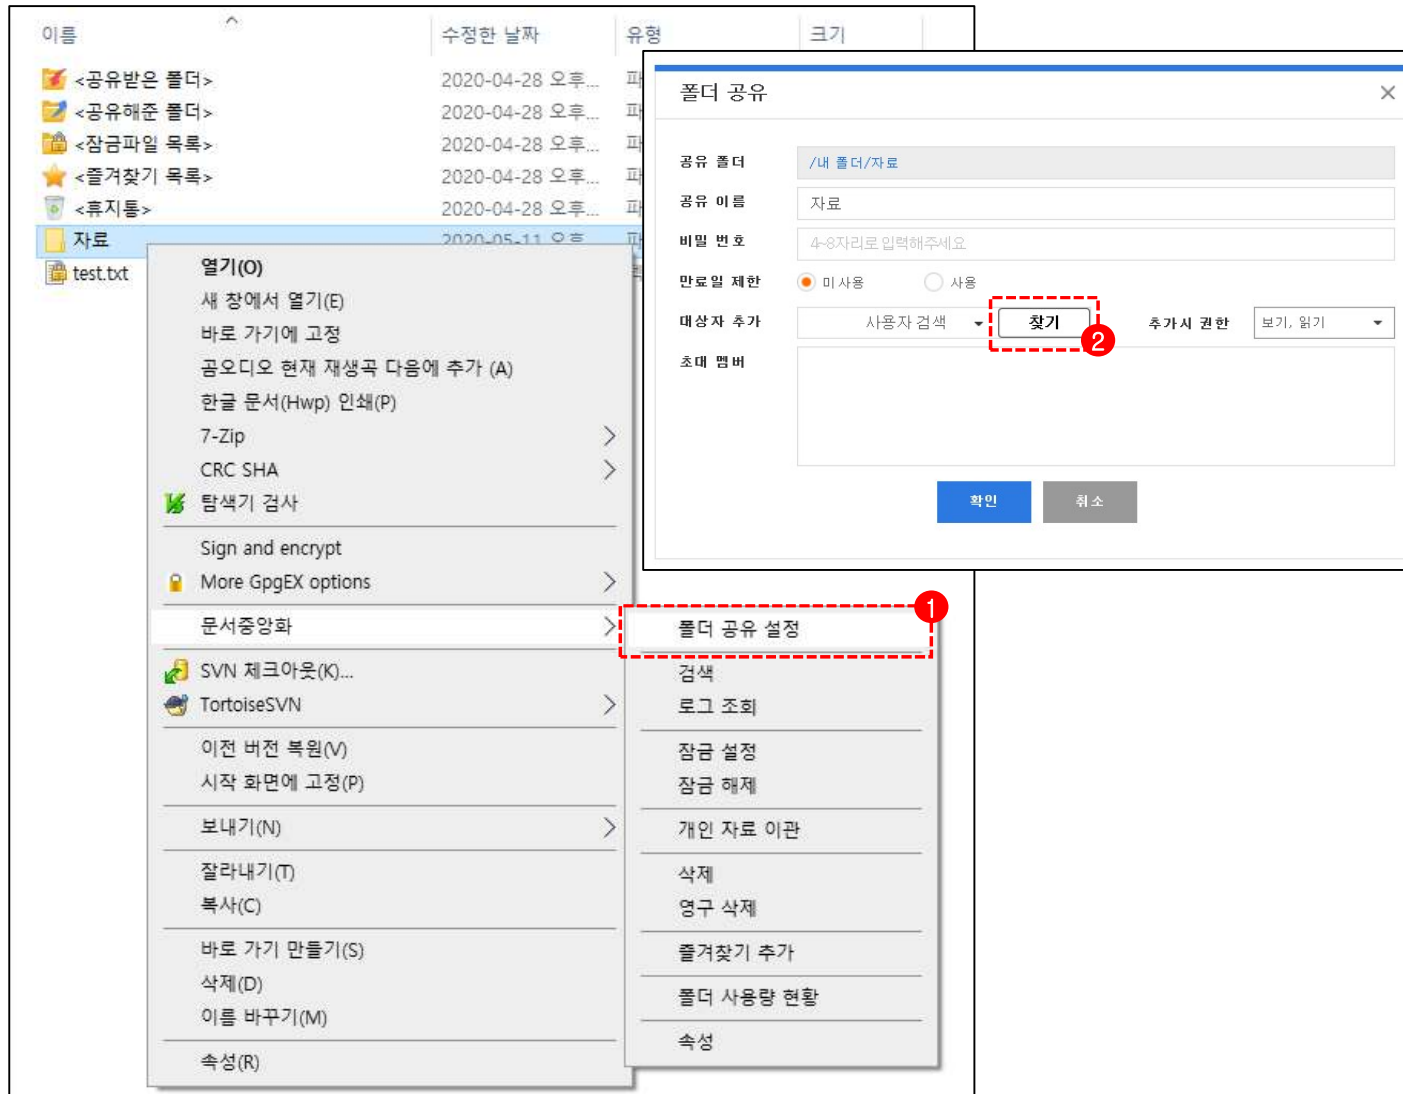 이름 수정한 날짜 유형 크기
<공유받은 폴더> 2020-04-28 오후...
<공유해준 폴더> 2020-04-28 오후...
<잠금파일 목록> 2020-04-28 오후...
<즐겨찾기 목록> 2020-04-28 오후...
<휴지통> 2020-04-28 오후...
자료 2020-05-11 오후
test.txt
열기(O)
새 창에서 열기(E)
바로 가기에 고정
곰오디오 현재 재생곡 다음에 추가 (A)
한글 문서(Hwp) 인쇄(P)
7-Zip
CRC SHA
탐색기 검사
Sign and encrypt
More GpgEX options
문서중앙화
SVN 체크아웃(K)...
TortoiseSVN
이전 버전 복원(V)
시작 화면에 고정(P)
보내기(N)
잘라내기(T)
복사(C)
바로 가기 만들기(S)
삭제(D)
이름 바꾸기(M)
속성(R)
1
폴더 공유 설정
검색
로그 조회
잠금 설정
잠금 해제
개인 자료 이관
삭제
영구 삭제
즐겨찾기 추가
폴더 사용량 현황
속성
폴더 공유
공유 폴더 /내 폴더/자료
공유 이름 자료
비밀 번호 4~8자리로 입력해주세요
만료일 제한 미사용 사용
대상자 추가 사용자 검색 찾기 2 추가시 권한 보기, 읽기
초대 멤버
확인 취소